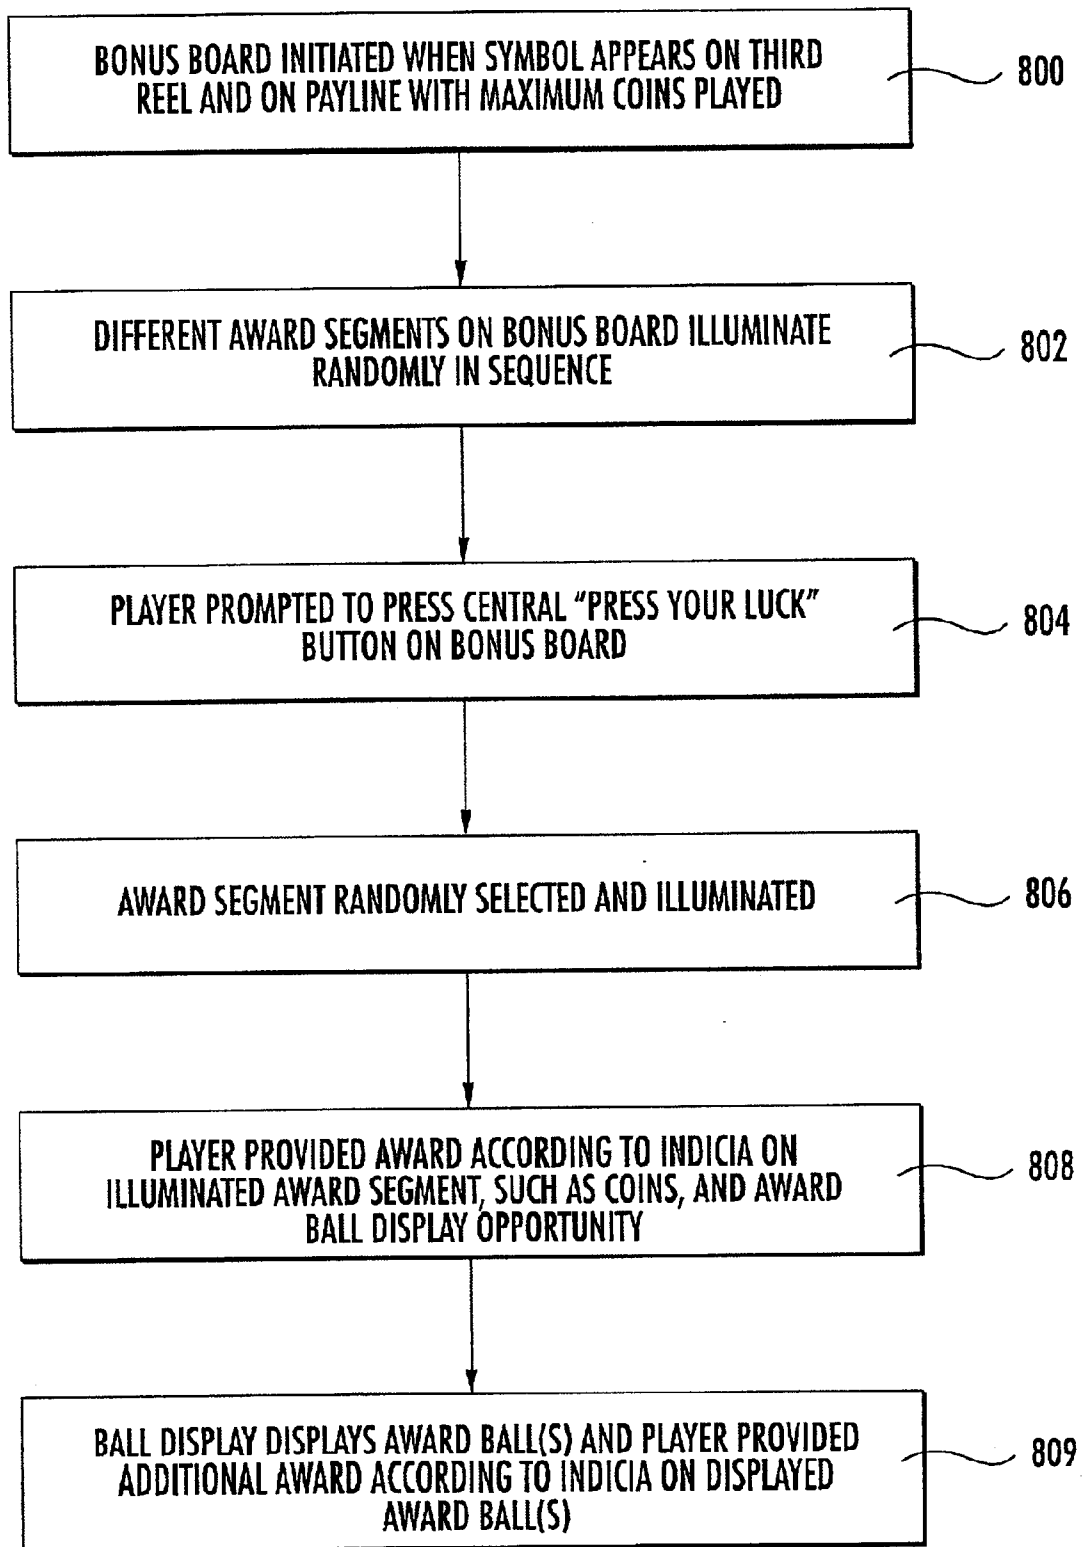 BONUS BOARD INITIATED WHEN SYMBOL APPEARS ON THIRD
REEL AND ON PAYLINE WITH MAXIMUM COINS PLAYED
800
DIFFERENT AWARD SEGMENTS ON BONUS BOARD ILLUMINATE
RANDOMLY IN SEQUENCE
802
PLAYER PROMPTED TO PRESS CENTRAL “PRESS YOUR LUCK”
BUTTON ON BONUS BOARD
804
AWARD SEGMENT RANDOMLY SELECTED AND ILLUMINATED
806
PLAYER PROVIDED AWARD ACCORDING TO INDICIA ON
ILLUMINATED AWARD SEGMENT, SUCH AS COINS, AND AWARD
BALL DISPLAY OPPORTUNITY
808
BALL DISPLAY DISPLAYS AWARD BALL(S) AND PLAYER PROVIDED
ADDITIONAL AWARD ACCORDING TO INDICIA ON DISPLAYED
AWARD BALL(S)
809